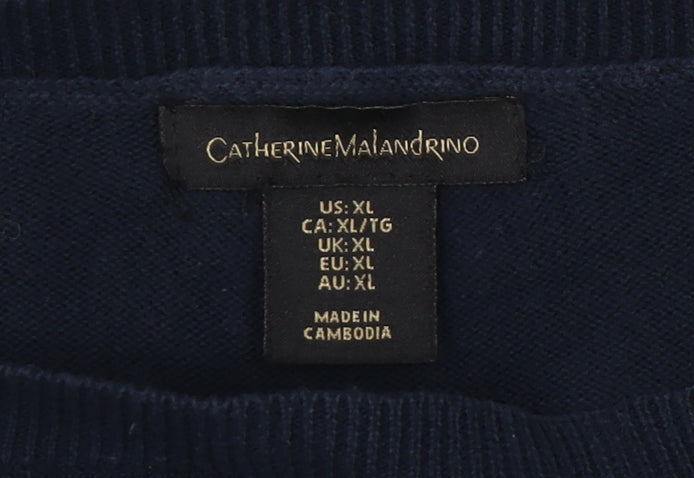 CATHERINEMALANDRINO
US: XL
CA: XL/TG
UK: XL
EU: XL
AU: XL
MADE IN
CAMBODIA